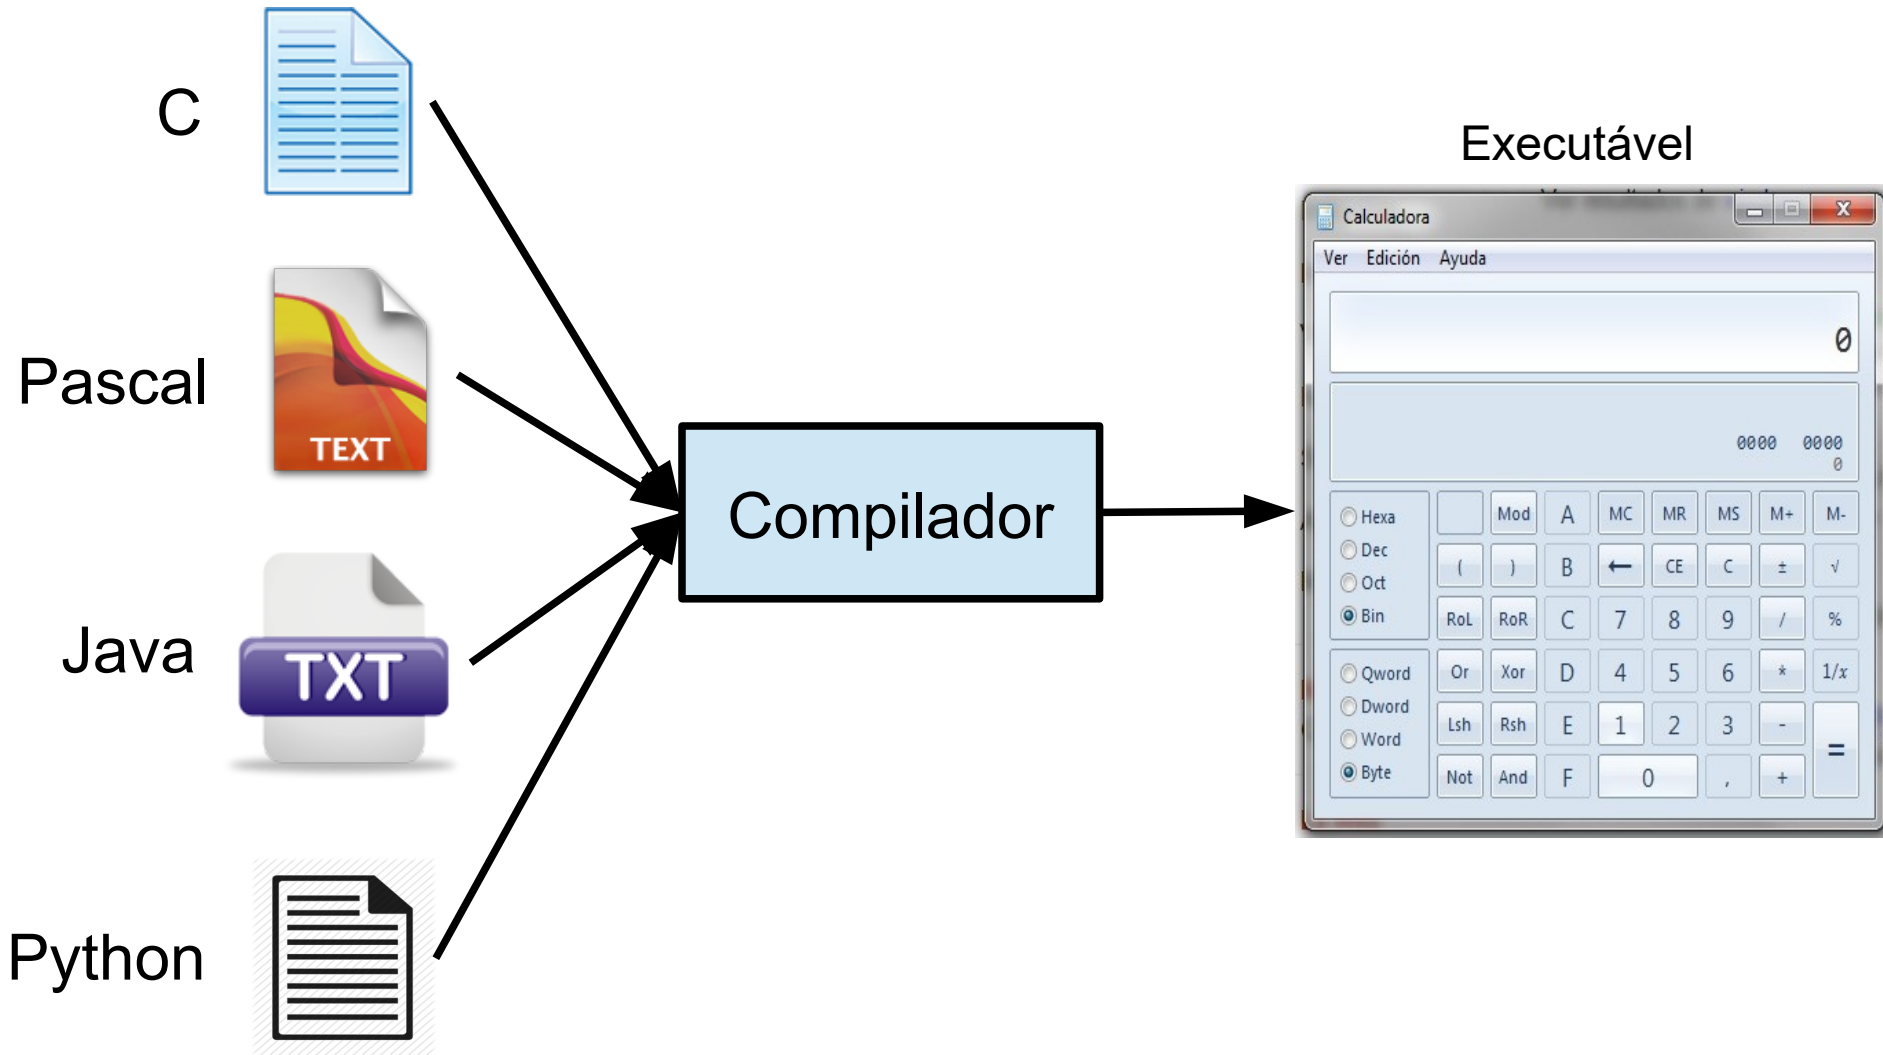 C
Pascal
TEXT
Java
TXT
Python
Compilador
Executável
Calculadora
Ver Edición Ayuda
0
0000 0000
0
Hexa
Dec
Oct
Bin
Qword
Dword
Word
Byte
Mod A MC MR MS M+ M-
( ) B ← CE C ± √
RoL RoR C 7 8 9 / %
Or Xor D 4 5 6 * 1/x
Lsh Rsh E 1 2 3 - =
Not And F 0 , +